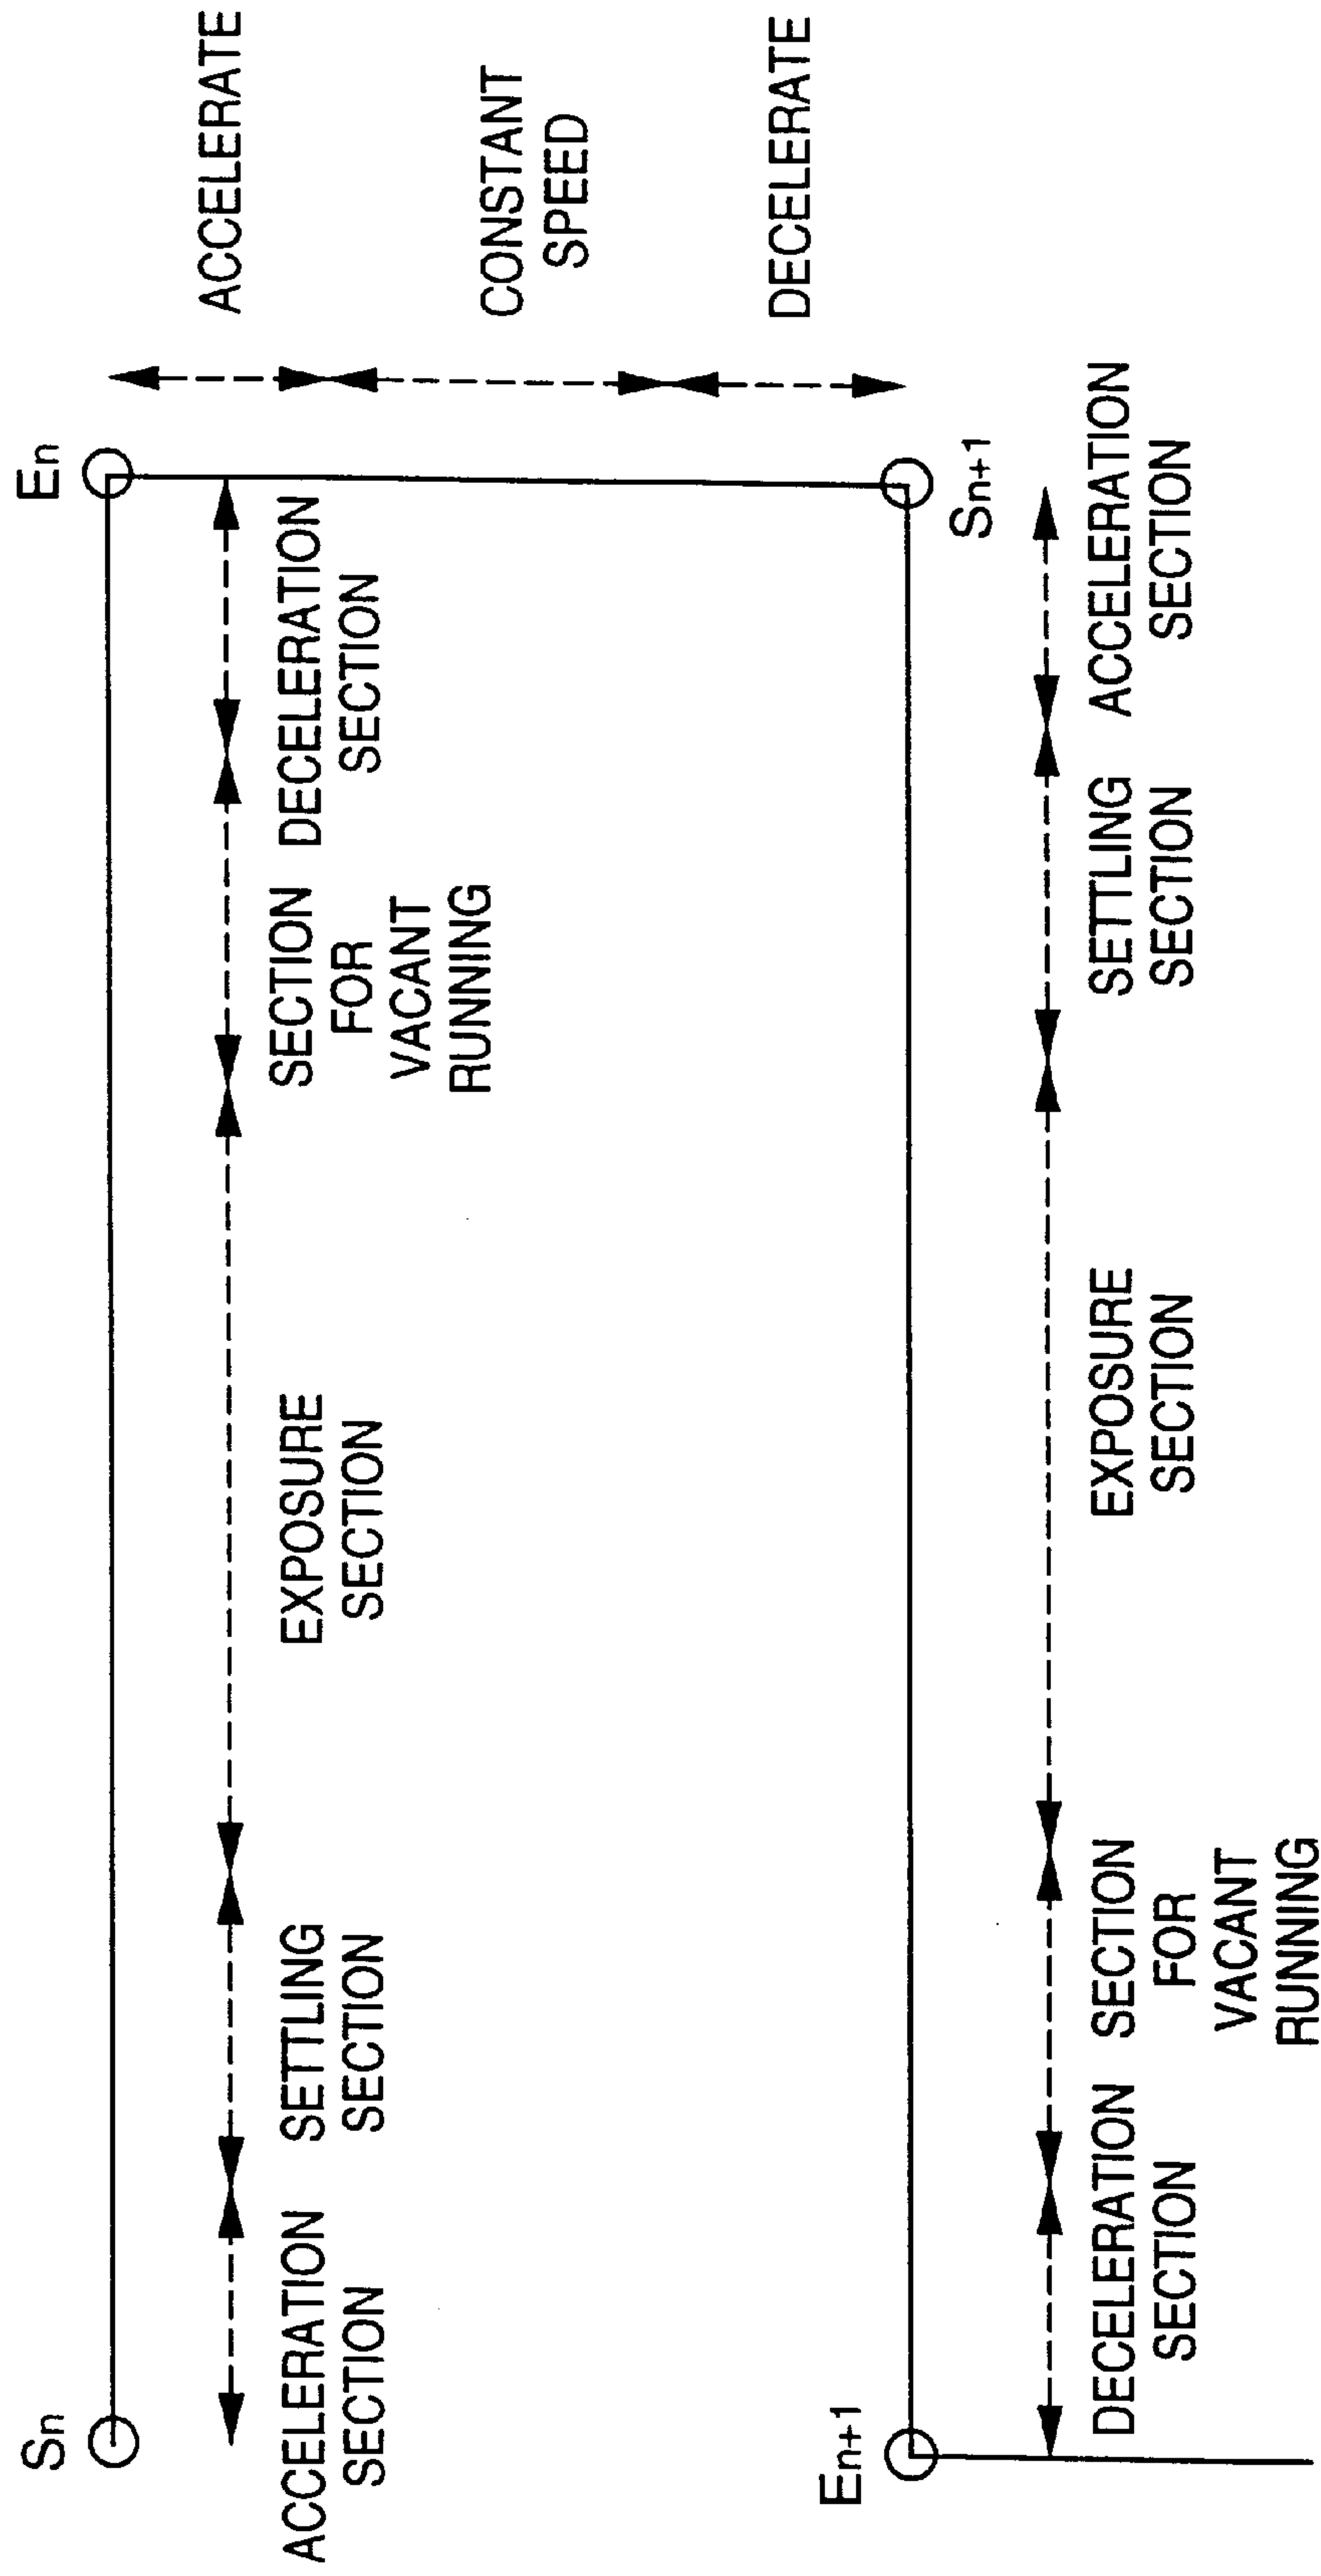 Sn
En
ACCELERATION
SECTION
SETTLING
SECTION
EXPOSURE
SECTION
SECTION
FOR
VACANT
RUNNING
DECELERATION
SECTION
ACCELERATE
CONSTANT
SPEED
DECELERATE
En+1
Sn+1
DECELERATION
SECTION
SECTION
FOR
VACANT
RUNNING
EXPOSURE
SECTION
SETTLING
SECTION
ACCELERATION
SECTION